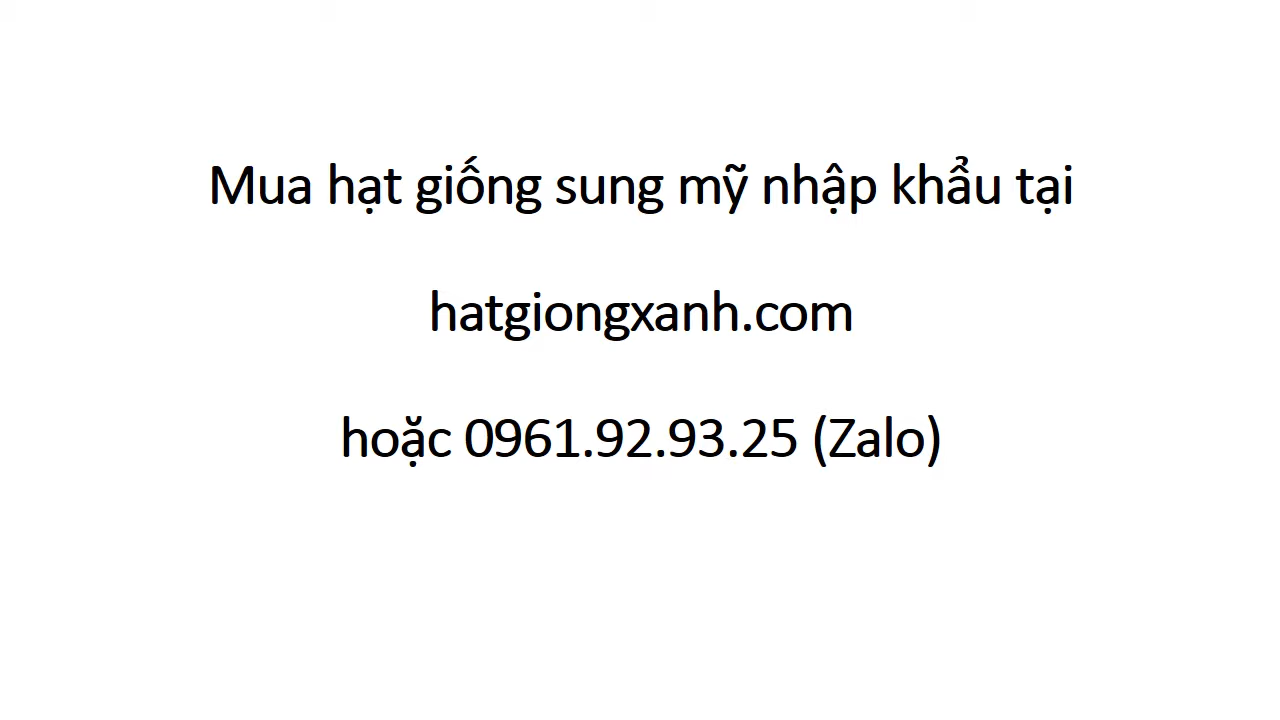 Mua hạt giống sung mỹ nhập khẩu tại
hatgiongxanh.com
hoặc 0961.92.93.25 (Zalo)